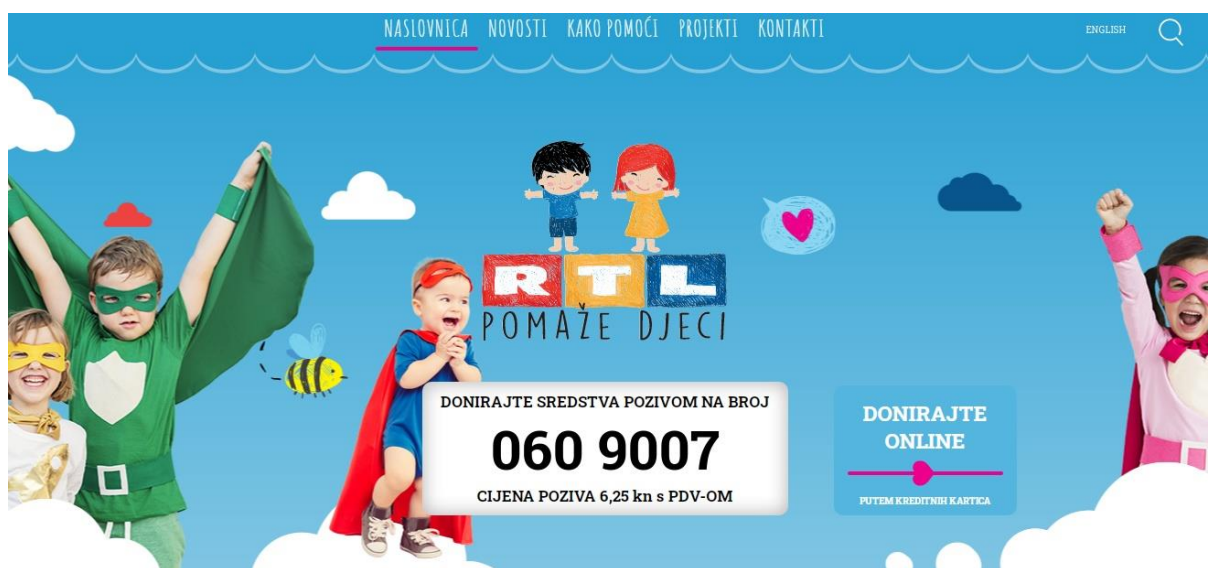 NASLOVNICA NOVOSTI KAKO POMOĆI PROJEKTI KONTAKTI ENGLISH
RTL
POMAŽE DJECI
DONIRAJTE SREDSTVA POZIVOM NA BROJ
060 9007
CIJENA POZIVA 6,25 kn s PDV-OM
DONIRAJTE
ONLINE
PUTEM KREDITNIH KARTICA